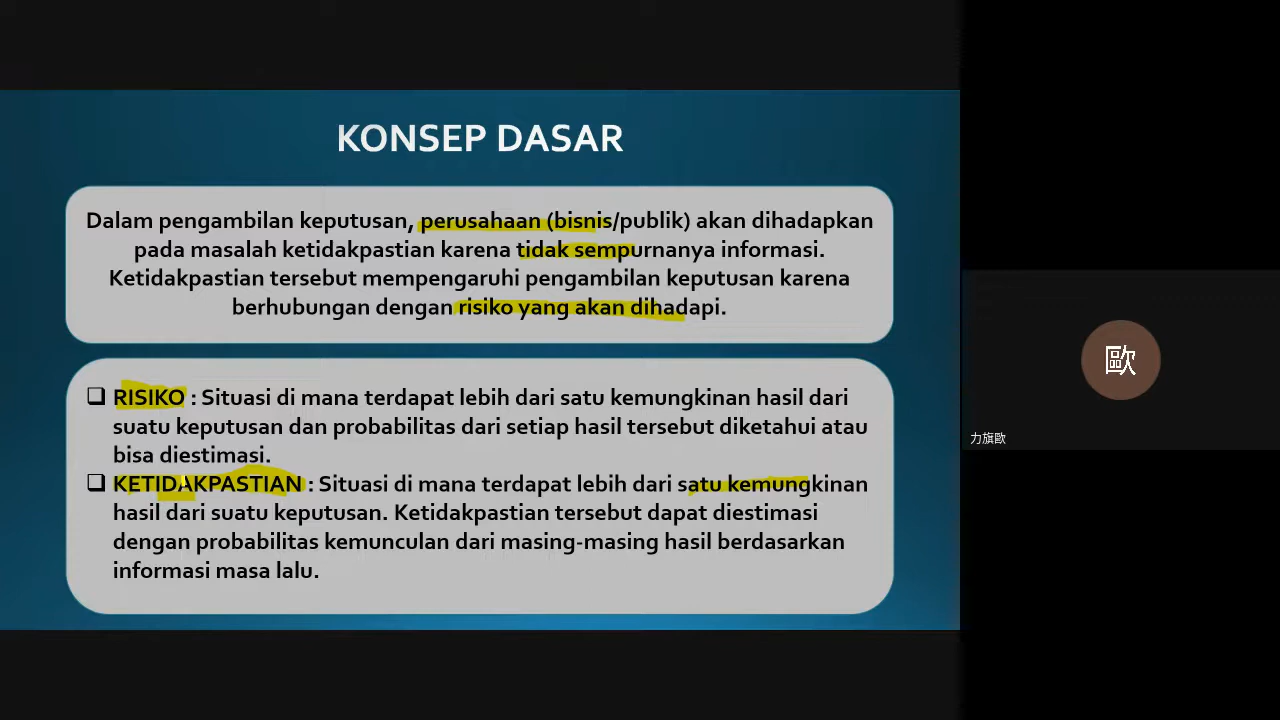 KONSEP DASAR
Dalam pengambilan keputusan, perusahaan (bisnis/publik) akan dihadapkan
pada masalah ketidakpastian karena tidak sempurnanya informasi.
Ketidakpastian tersebut mempengaruhi pengambilan keputusan karena
berhubungan dengan risiko yang akan dihadapi.
RISIKO : Situasi di mana terdapat lebih dari satu kemungkinan hasil dari
suatu keputusan dan probabilitas dari setiap hasil tersebut diketahui atau
bisa diestimasi.
KETIDAKPASTIAN : Situasi di mana terdapat lebih dari satu kemungkinan
hasil dari suatu keputusan. Ketidakpastian tersebut dapat diestimasi
dengan probabilitas kemunculan dari masing-masing hasil berdasarkan
informasi masa lalu.
歐
力旗歐